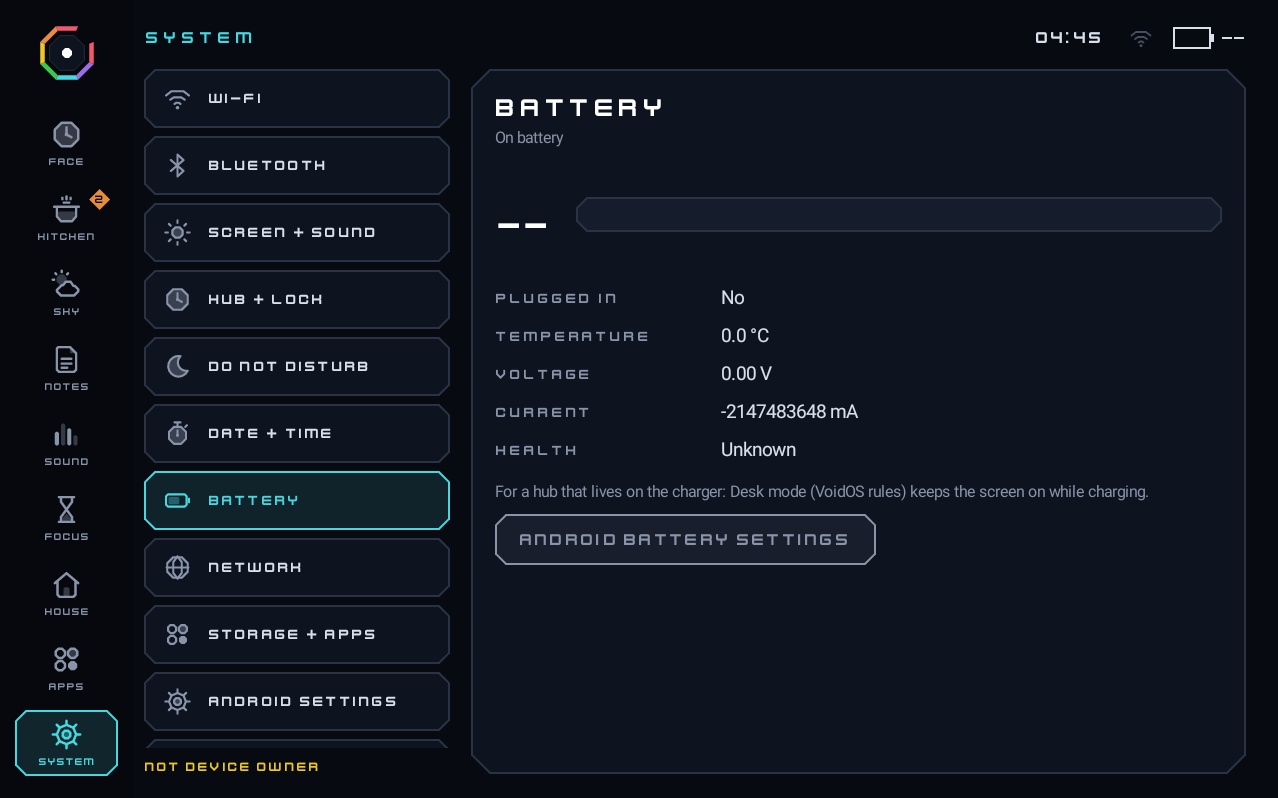 SYSTEM
04:45
--
FACE
2
KITCHEN
SKY
NOTES
SOUND
FOCUS
HOUSE
APPS
SYSTEM
WI-FI
BLUETOOTH
SCREEN + SOUND
HUB + LOCK
DO NOT DISTURB
DATE + TIME
BATTERY
NETWORK
STORAGE + APPS
ANDROID SETTINGS
NOT DEVICE OWNER
BATTERY
On battery
--
PLUGGED IN No
TEMPERATURE 0.0 °C
VOLTAGE 0.00 V
CURRENT -2147483648 mA
HEALTH Unknown
For a hub that lives on the charger: Desk mode (VoidOS rules) keeps the screen on while charging.
ANDROID BATTERY SETTINGS